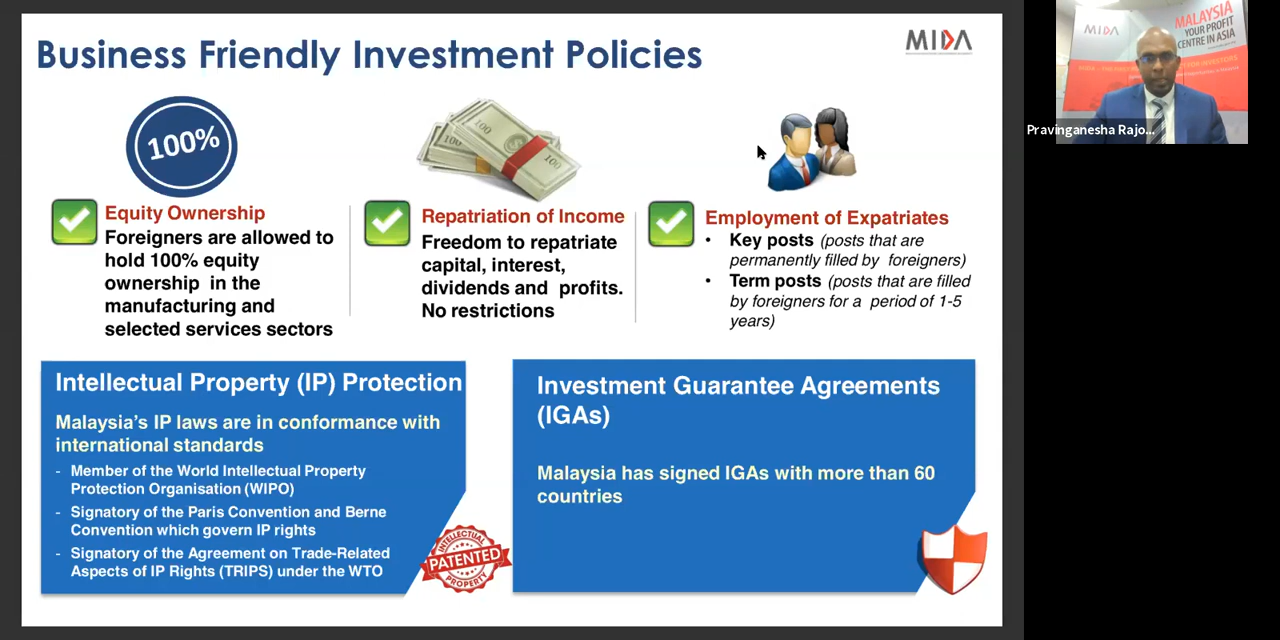 Business Friendly Investment Policies
MIDA
100%
100
100
100
Equity Ownership
Foreigners are allowed to
hold 100% equity
ownership in the
manufacturing and
selected services sectors
Repatriation of Income
Freedom to repatriate
capital, interest,
dividends and profits.
No restrictions
Employment of Expatriates
• Key posts (posts that are
permanently filled by foreigners)
• Term posts (posts that are filled
by foreigners for a period of 1-5
years)
Intellectual Property (IP) Protection
Malaysia's IP laws are in conformance with
international standards
- Member of the World Intellectual Property
Protection Organisation (WIPO)
- Signatory of the Paris Convention and Berne
Convention which govern IP rights
- Signatory of the Agreement on Trade-Related
Aspects of IP Rights (TRIPS) under the WTO
INTELLECTUAL
PATENTED
PROPERTY
Investment Guarantee Agreements
(IGAs)
Malaysia has signed IGAs with more than 60
countries
MIDA
MALAYSIA
YOUR PROFIT
CENTRE IN ASIA
Pravinganesha Rajo...